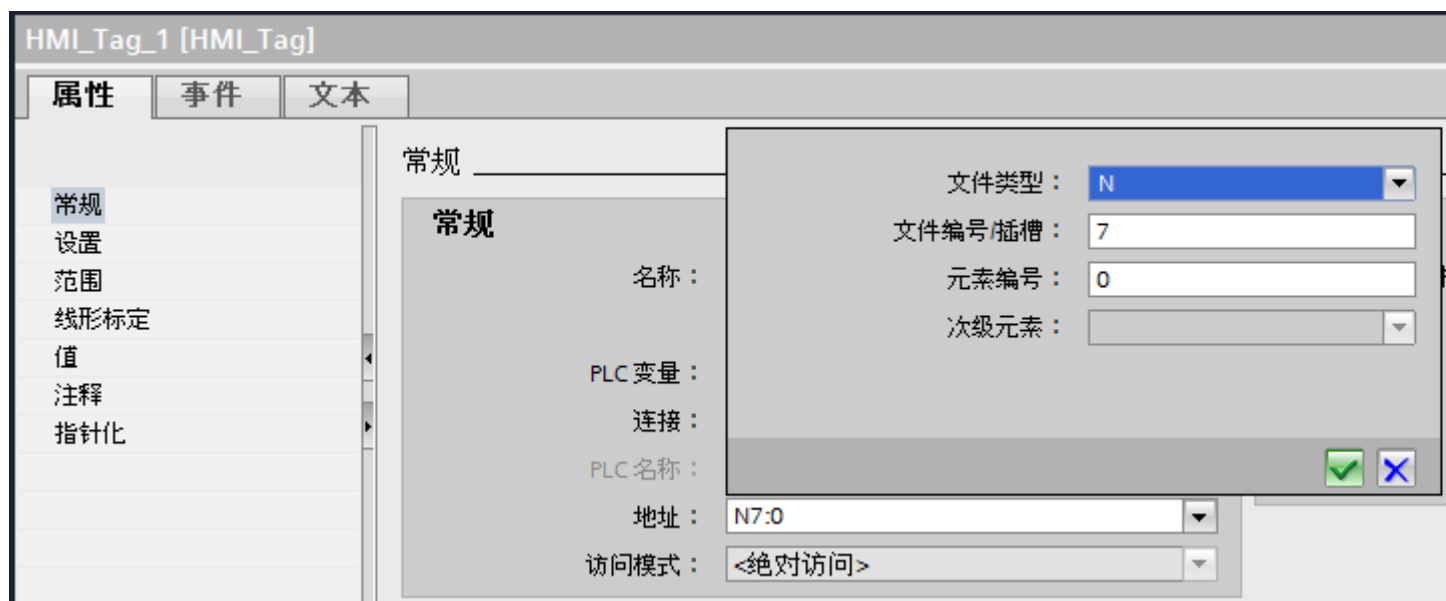 HMI_Tag_1 [HMI_Tag]
属性 事件 文本
常规
设置
范围
线形标定
值
注释
指针化
常规
常规
名称：
PLC 变量：
连接：
PLC 名称：
地址： N7:0
访问模式： <绝对访问>
文件类型： N
文件编号/插槽： 7
元素编号： 0
次级元素：